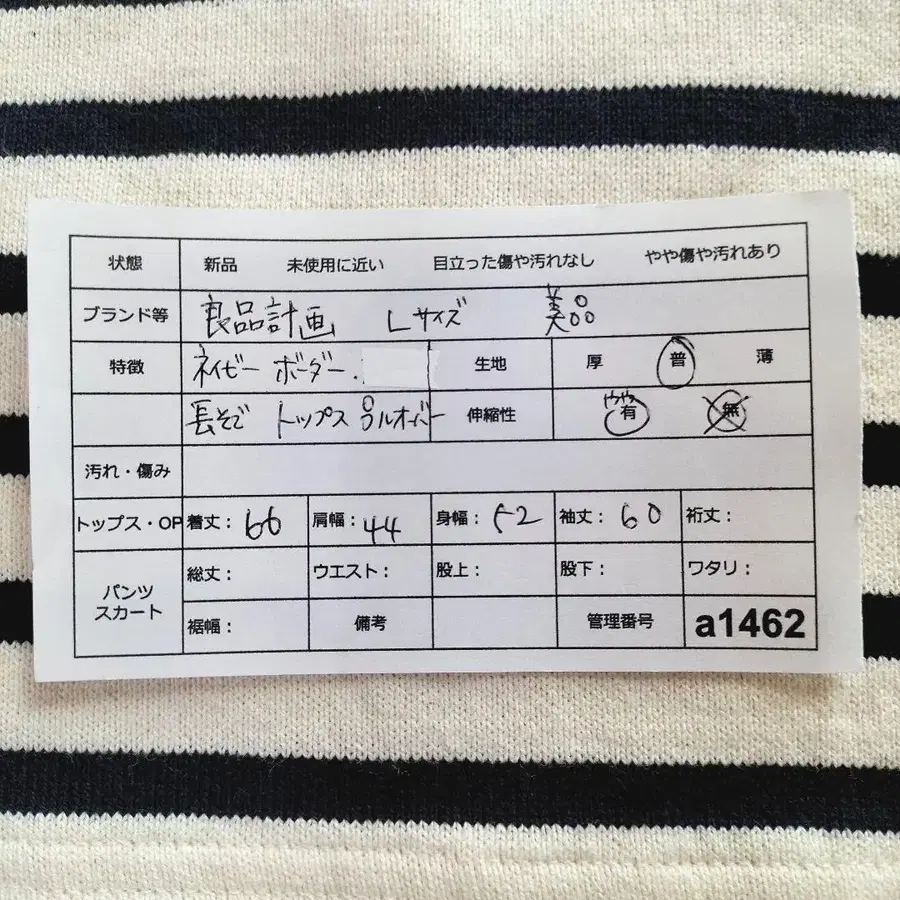 状態 新品 未使用に近い 目立った傷や汚れなし やや傷や汚れあり
ブランド等 良品計画 Lサイズ 美品
特徴 ネイビー ボーダー. 生地 厚 普 薄
長そで トップス プルオーバー 伸縮性 やや有 無
汚れ・傷み
トップス・OP 着丈：66 肩幅：44 身幅：52 袖丈：60 裄丈：
パンツ スカート 総丈： ウエスト： 股上： 股下： ワタリ：
裾幅： 備考 管理番号 a1462